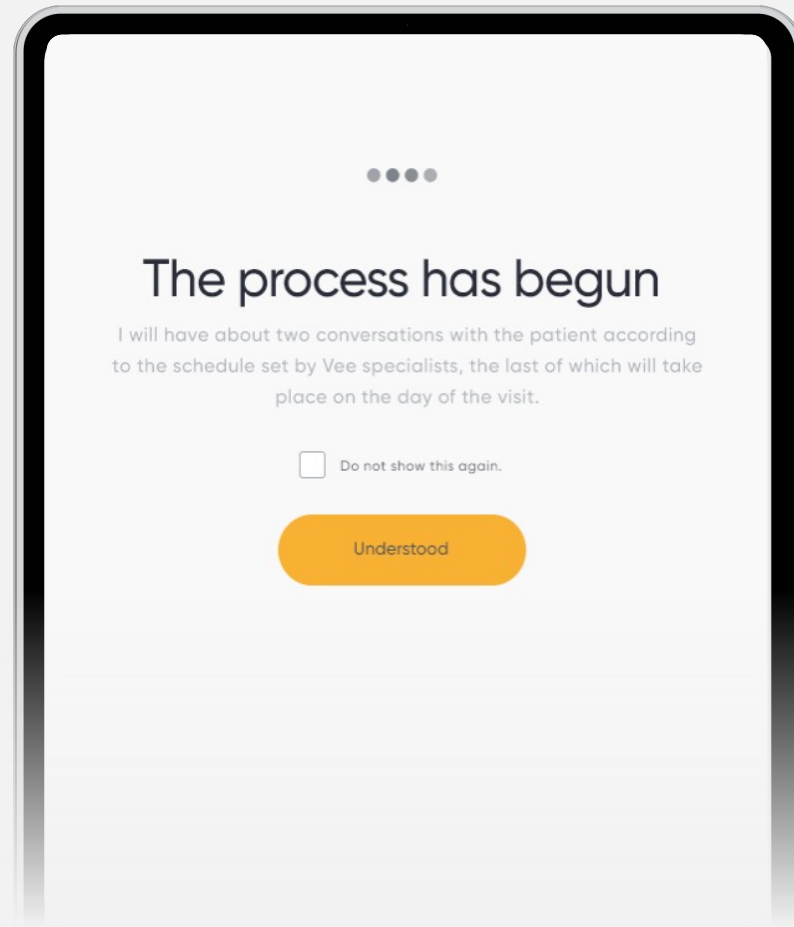 The process has begun
I will have about two conversations with the patient according
to the schedule set by Vee specialists, the last of which will take
place on the day of the visit.
Do not show this again.
Understood